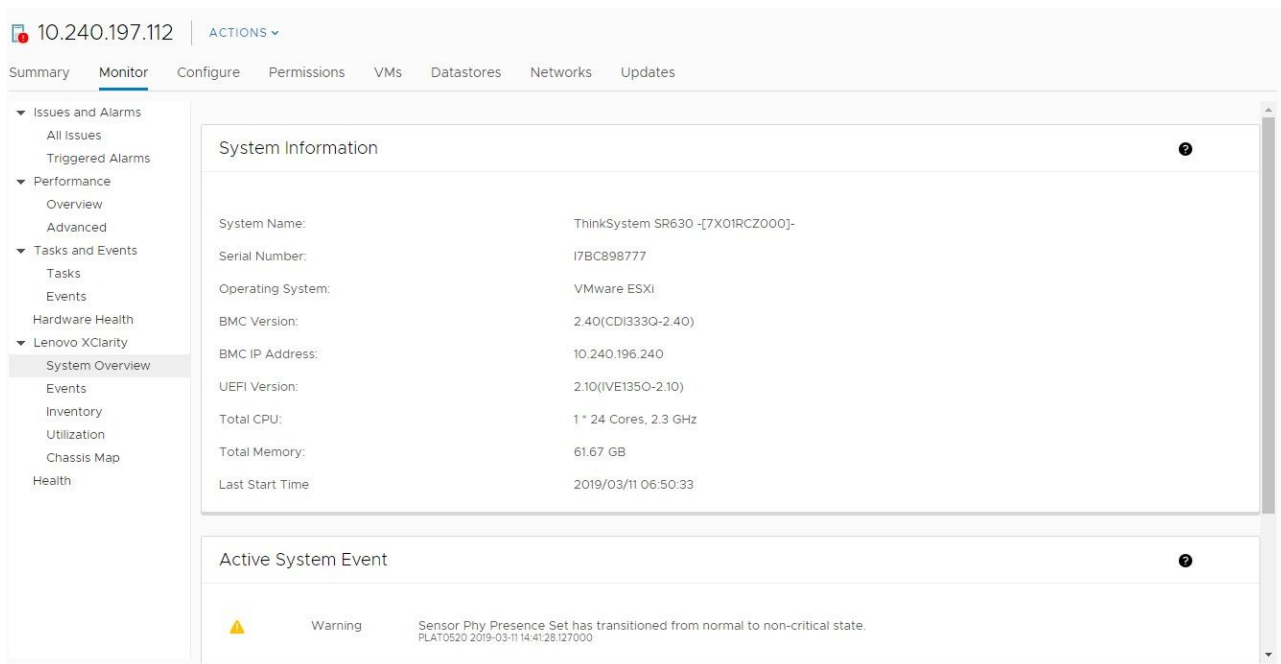 10.240.197.112 ACTIONS
Summary Monitor Configure Permissions VMs Datastores Networks Updates
Issues and Alarms
All Issues
Triggered Alarms
Performance
Overview
Advanced
Tasks and Events
Tasks
Events
Hardware Health
Lenovo XClarity
System Overview
Events
Inventory
Utilization
Chassis Map
Health
System Information
System Name: ThinkSystem SR630 -[7X01RCZ000]-
Serial Number: I7BC898777
Operating System: VMware ESXi
BMC Version: 2.40(CDI333Q-2.40)
BMC IP Address: 10.240.196.240
UEFI Version: 2.10(IVE135O-2.10)
Total CPU: 1 * 24 Cores, 2.3 GHz
Total Memory: 61.67 GB
Last Start Time 2019/03/11 06:50:33
Active System Event
Warning Sensor Phy Presence Set has transitioned from normal to non-critical state.
PLAT0520 2019-03-11 14:41:28.127000